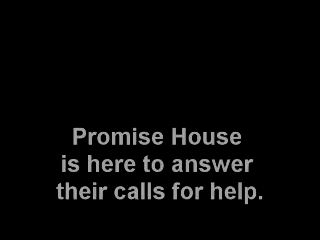 Promise House
is here to answer
their calls for help.